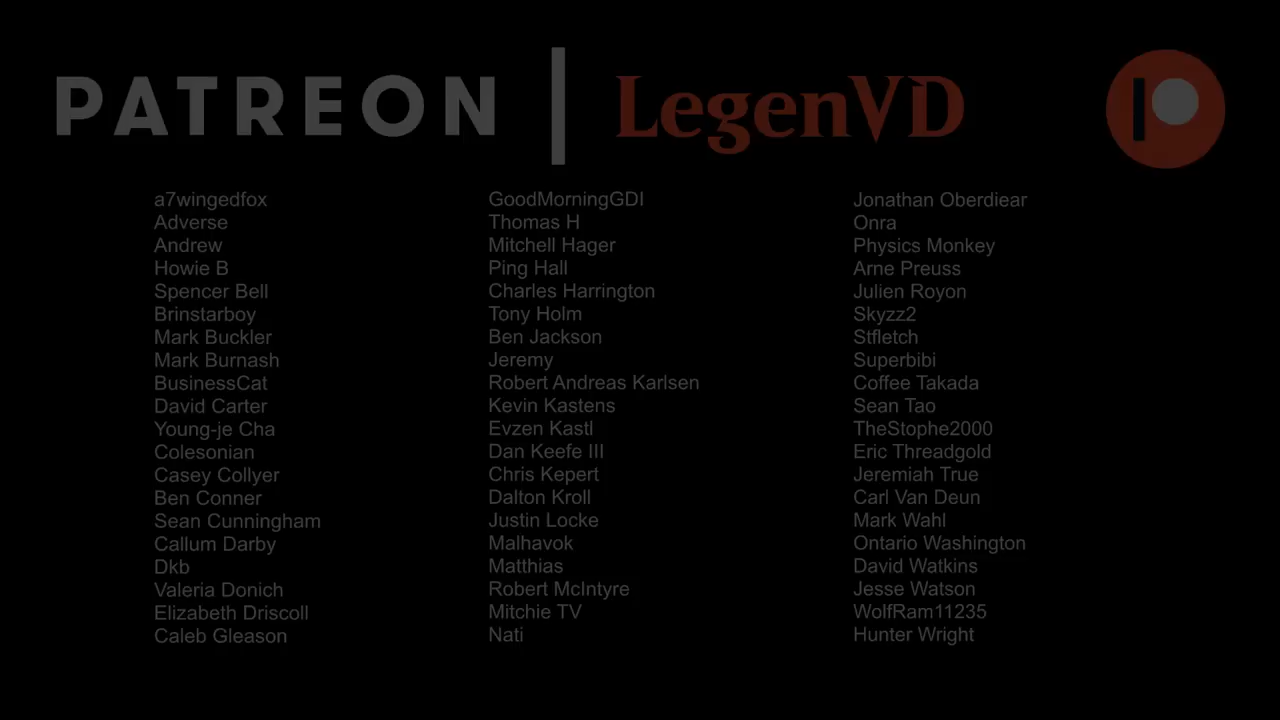 PATREON | LegenVD
a7wingedfox
Adverse
Andrew
Howie B
Spencer Bell
Brinstarboy
Mark Buckler
Mark Burnash
BusinessCat
David Carter
Young-je Cha
Colesonian
Casey Collyer
Ben Conner
Sean Cunningham
Callum Darby
Dkb
Valeria Donich
Elizabeth Driscoll
Caleb Gleason
GoodMorningGDI
Thomas H
Mitchell Hager
Ping Hall
Charles Harrington
Tony Holm
Ben Jackson
Jeremy
Robert Andreas Karlsen
Kevin Kastens
Evzen Kastl
Dan Keefe III
Chris Kepert
Dalton Kroll
Justin Locke
Malhavok
Matthias
Robert McIntyre
Mitchie TV
Nati
Jonathan Oberdiear
Onra
Physics Monkey
Arne Preuss
Julien Royon
Skyzz2
Stfletch
Superbibi
Coffee Takada
Sean Tao
TheStophe2000
Eric Threadgold
Jeremiah True
Carl Van Deun
Mark Wahl
Ontario Washington
David Watkins
Jesse Watson
WolfRam11235
Hunter Wright